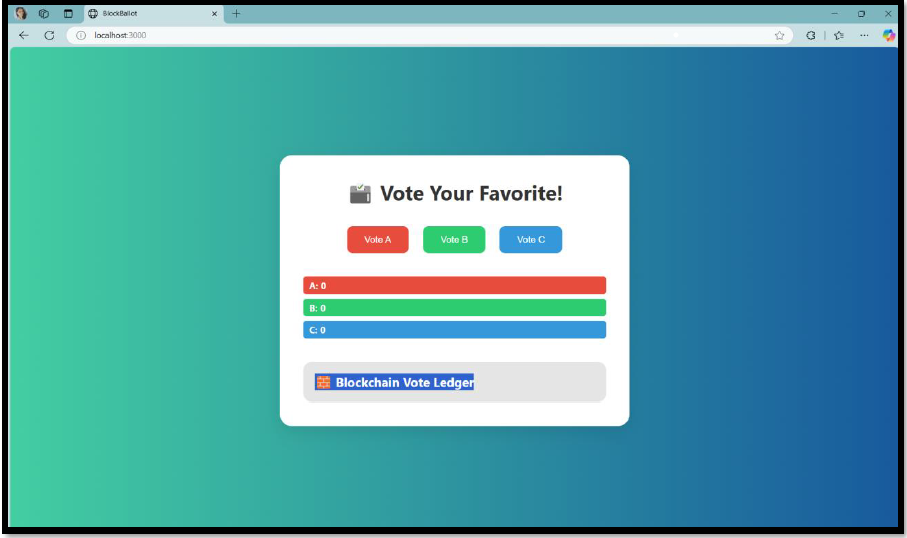 BlockBallot
localhost:3000
Vote Your Favorite!
Vote A
Vote B
Vote C
A: 0
B: 0
C: 0
Blockchain Vote Ledger